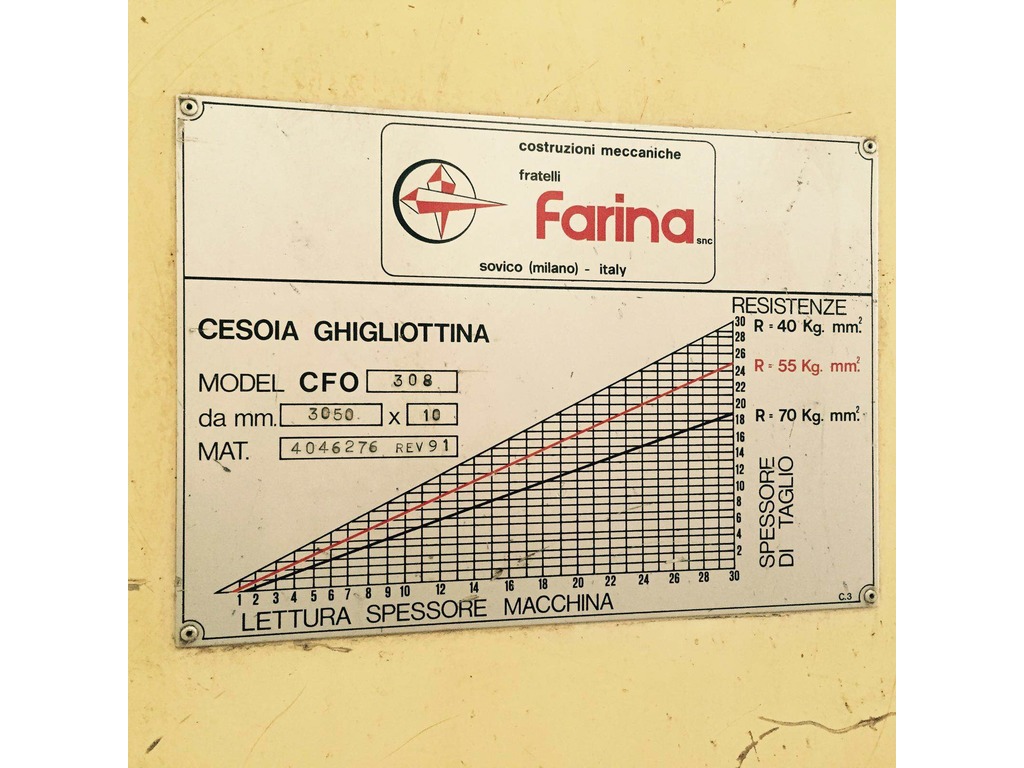 costruzioni meccaniche
fratelli
Farina snc
sovico (milano) - italy
CESOIA GHIGLIOTTINA
MODEL CFO 308
da mm. 3050 x 10
MAT. 4046276 REV 91
RESISTENZE
R = 40 Kg. mm.²
R = 55 Kg. mm.²
R = 70 Kg. mm.²
30
28
26
24
22
20
18
16
14
12
10
8
6
4
2
SPESSORE
DI TAGLIO
1 2 3 4 5 6 7 8 9 10 12 14 16 18 20 22 24 26 28 30
LETTURA SPESSORE MACCHINA
C.3